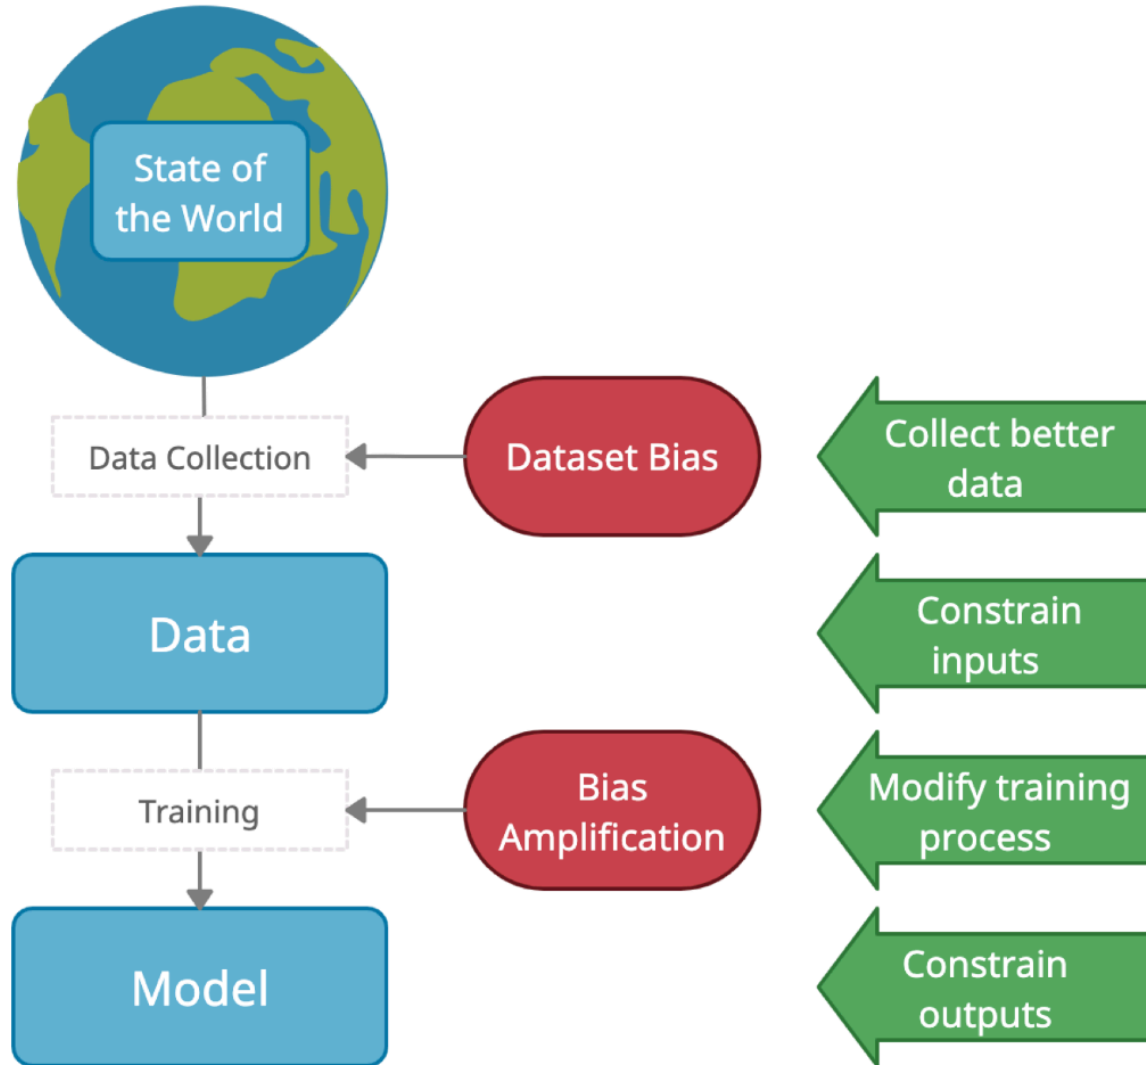 State of
the World
Data Collection
Dataset Bias
Collect better
data
Data
Constrain
inputs
Training
Bias
Amplification
Modify training
process
Model
Constrain
outputs